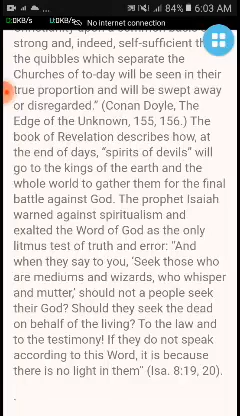 0:0KB/s U:0KB/s 84% 6:03 AM
No internet connection
strong and, indeed, self-sufficient th
the quibbles which separate the
Churches of to-day will be seen in their
true proportion and will be swept away
or disregarded.” (Conan Doyle, The
Edge of the Unknown, 155, 156.) The
book of Revelation describes how, at
the end of days, “spirits of devils” will
go to the kings of the earth and the
whole world to gather them for the final
battle against God. The prophet Isaiah
warned against spiritualism and
exalted the Word of God as the only
litmus test of truth and error: “And
when they say to you, ‘Seek those who
are mediums and wizards, who whisper
and mutter,’ should not a people seek
their God? Should they seek the dead
on behalf of the living? To the law and
to the testimony! If they do not speak
according to this Word, it is because
there is no light in them” (Isa. 8:19, 20).
.